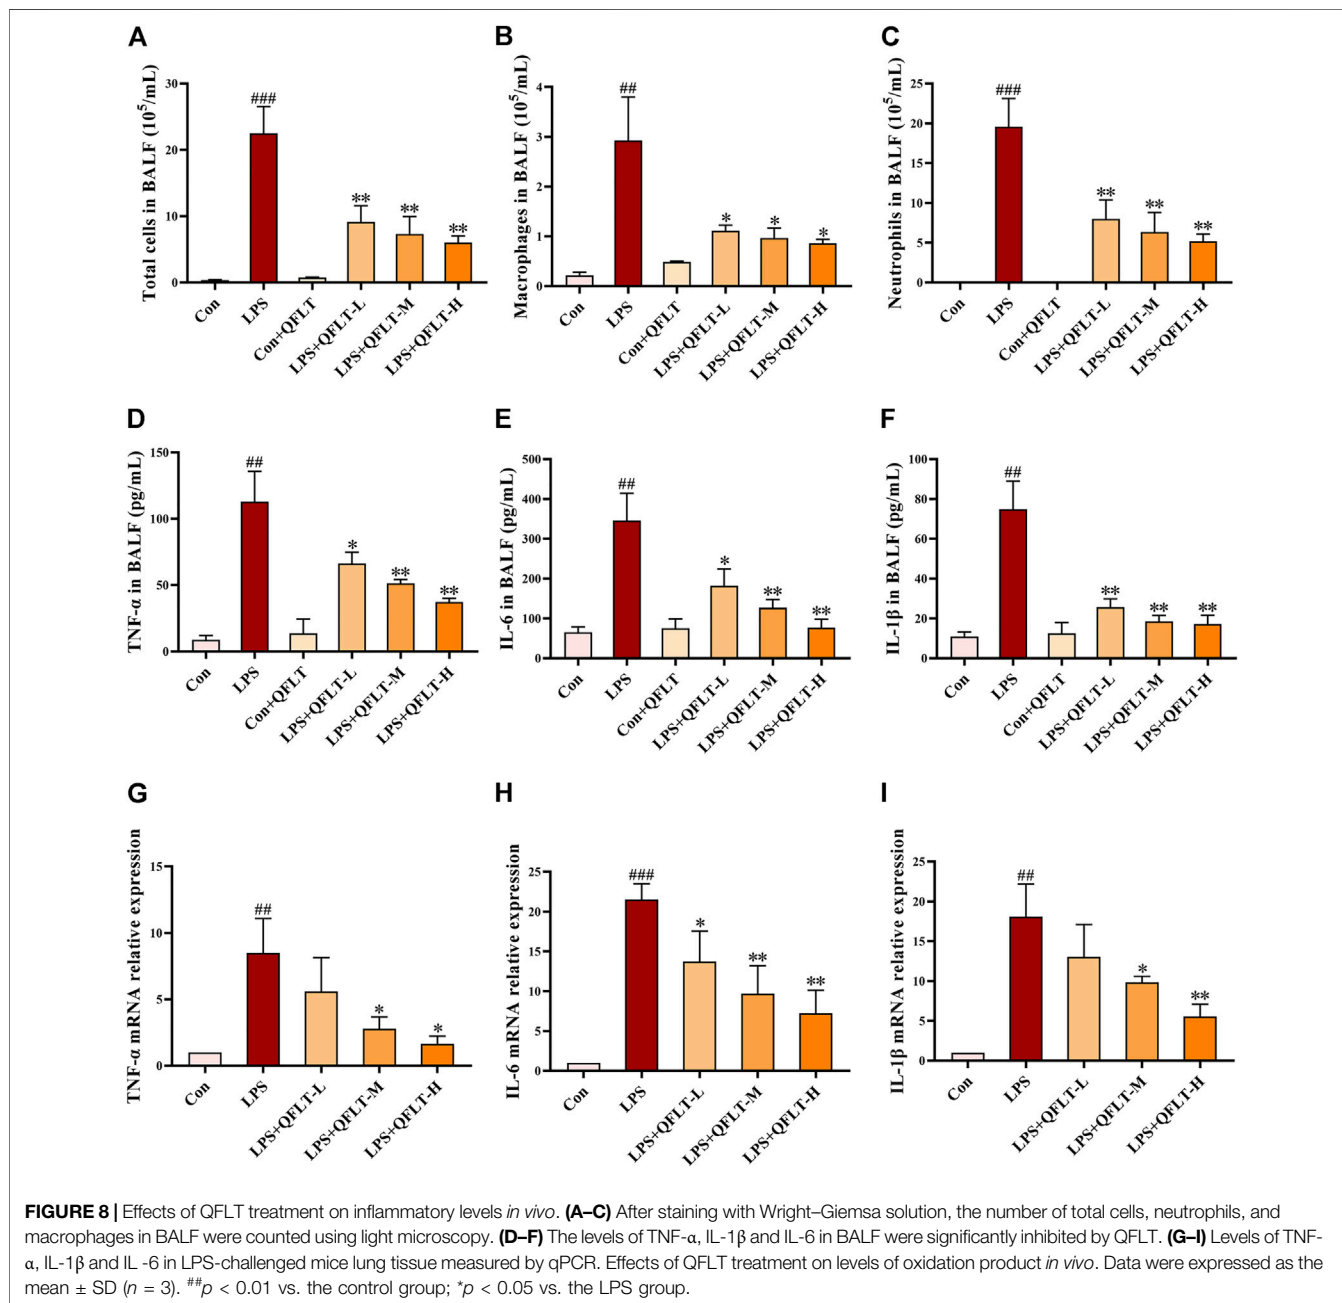 A
Total cells in BALF (10⁵/mL)
30
20
10
0
###
**
**
**
Con
LPS
Con+QFLT
LPS+QFLT-L
LPS+QFLT-M
LPS+QFLT-H
B
Macrophages in BALF (10⁵/mL)
4
3
2
1
0
##
*
*
*
Con
LPS
Con+QFLT
LPS+QFLT-L
LPS+QFLT-M
LPS+QFLT-H
C
Neutrophils in BALF (10⁵/mL)
25
20
15
10
5
0
###
**
**
**
Con
LPS
Con+QFLT
LPS+QFLT-L
LPS+QFLT-M
LPS+QFLT-H
D
TNF-α in BALF (pg/mL)
150
100
50
0
##
*
**
**
Con
LPS
Con+QFLT
LPS+QFLT-L
LPS+QFLT-M
LPS+QFLT-H
E
IL-6 in BALF (pg/mL)
500
400
300
200
100
0
##
*
**
**
Con
LPS
Con+QFLT
LPS+QFLT-L
LPS+QFLT-M
LPS+QFLT-H
F
IL-1β in BALF (pg/mL)
100
80
60
40
20
0
##
**
**
**
Con
LPS
Con+QFLT
LPS+QFLT-L
LPS+QFLT-M
LPS+QFLT-H
G
TNF-α mRNA relative expression
15
10
5
0
##
*
*
Con
LPS
LPS+QFLT-L
LPS+QFLT-M
LPS+QFLT-H
H
IL-6 mRNA relative expression
25
20
15
10
5
0
###
*
**
**
Con
LPS
LPS+QFLT-L
LPS+QFLT-M
LPS+QFLT-H
I
IL-1β mRNA relative expression
25
20
15
10
5
0
##
*
**
Con
LPS
LPS+QFLT-L
LPS+QFLT-M
LPS+QFLT-H
FIGURE 8 | Effects of QFLT treatment on inflammatory levels in vivo. (A–C) After staining with Wright–Giemsa solution, the number of total cells, neutrophils, and
macrophages in BALF were counted using light microscopy. (D–F) The levels of TNF-α, IL-1β and IL-6 in BALF were significantly inhibited by QFLT. (G–I) Levels of TNF-
α, IL-1β and IL -6 in LPS-challenged mice lung tissue measured by qPCR. Effects of QFLT treatment on levels of oxidation product in vivo. Data were expressed as the
mean ± SD (n = 3). ##p < 0.01 vs. the control group; *p < 0.05 vs. the LPS group.